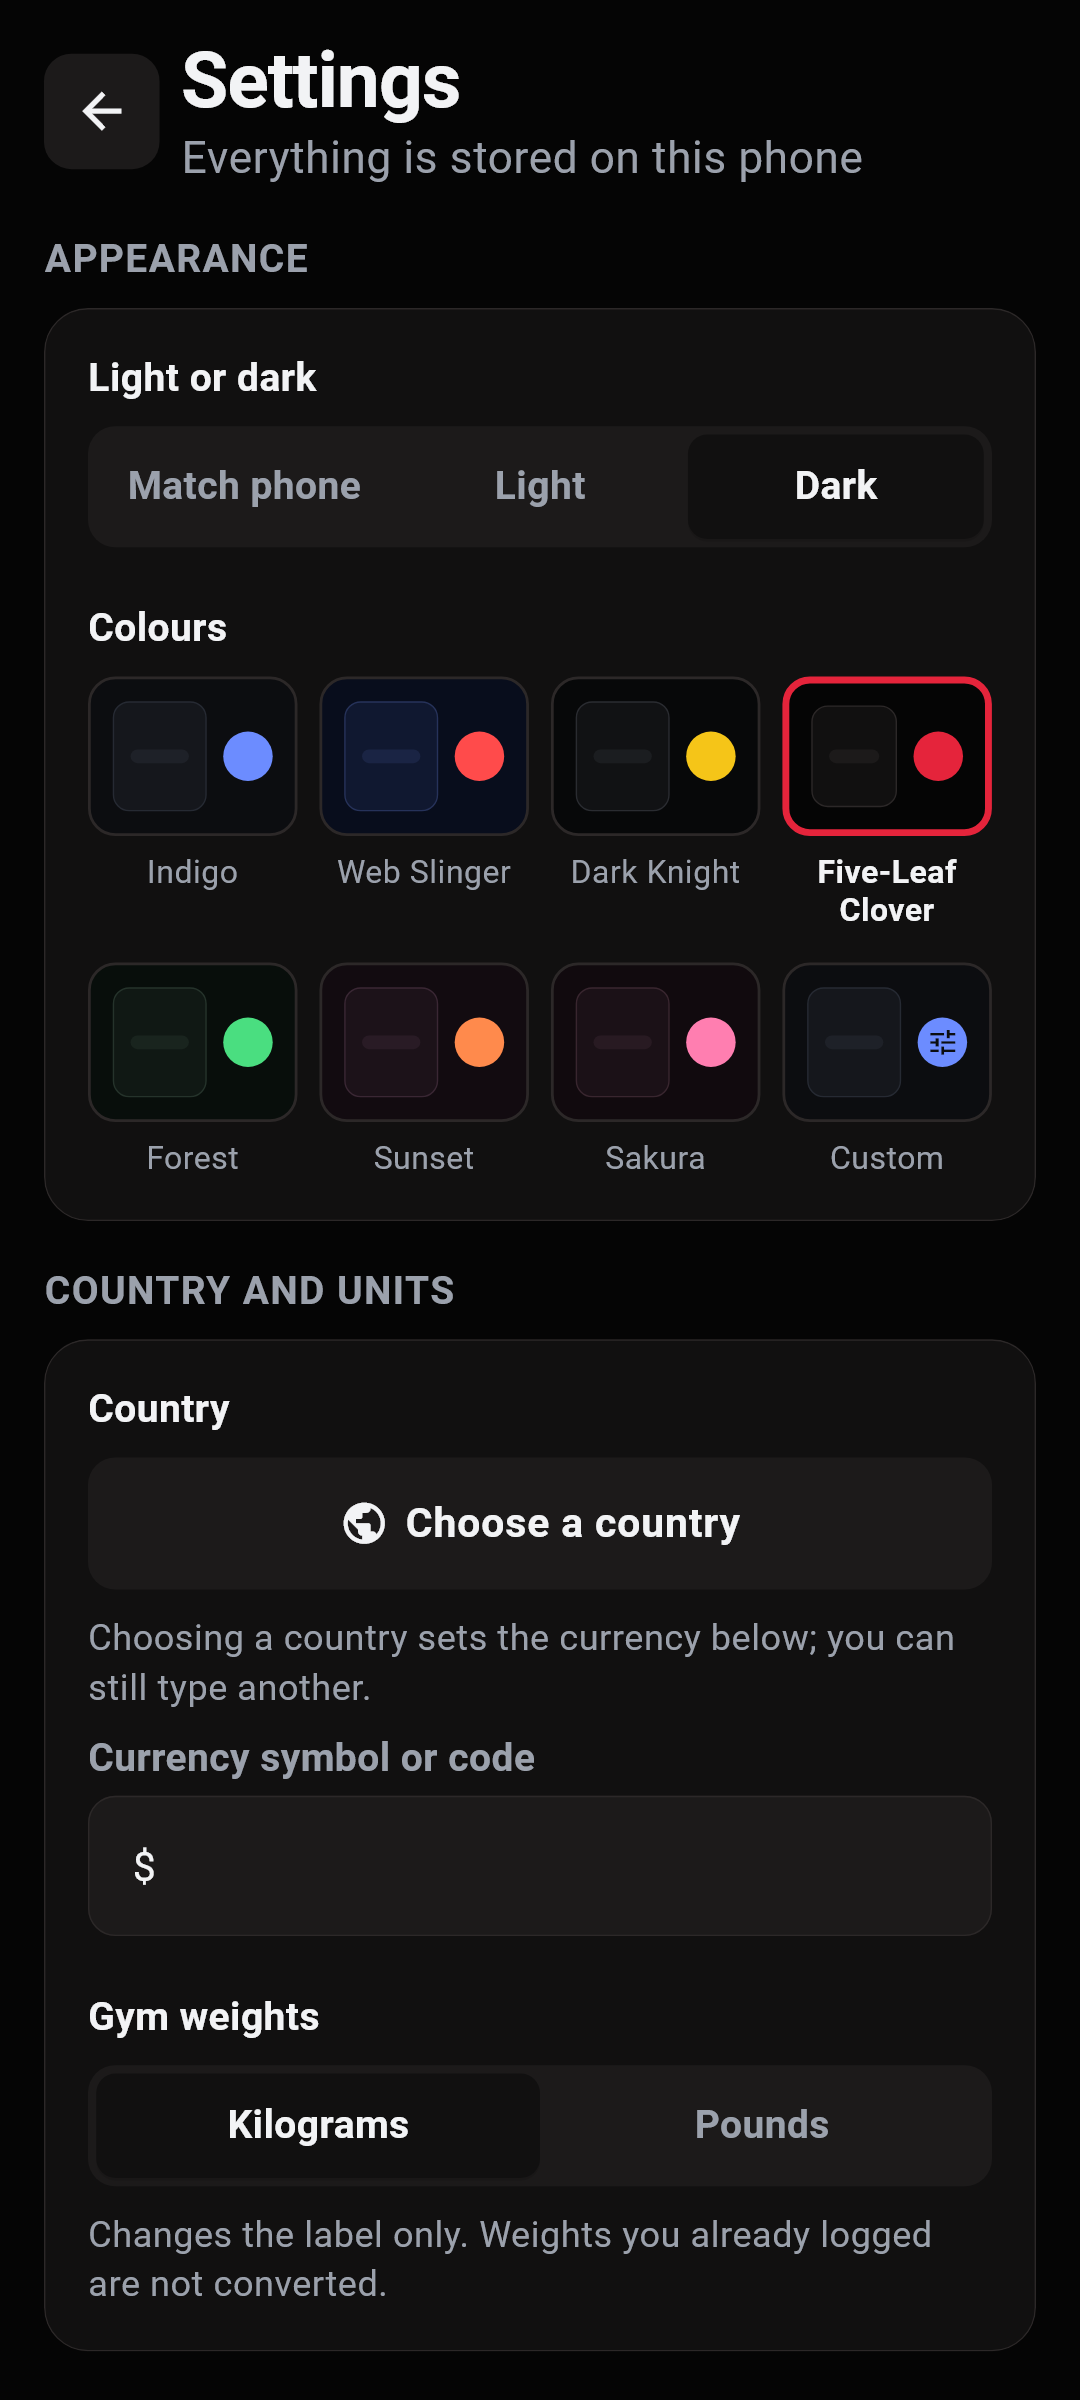 Settings
Everything is stored on this phone
APPEARANCE
Light or dark
Match phone
Light
Dark
Colours
Indigo
Web Slinger
Dark Knight
Five-Leaf
Clover
Forest
Sunset
Sakura
Custom
COUNTRY AND UNITS
Country
Choose a country
Choosing a country sets the currency below; you can
still type another.
Currency symbol or code
$
Gym weights
Kilograms
Pounds
Changes the label only. Weights you already logged
are not converted.